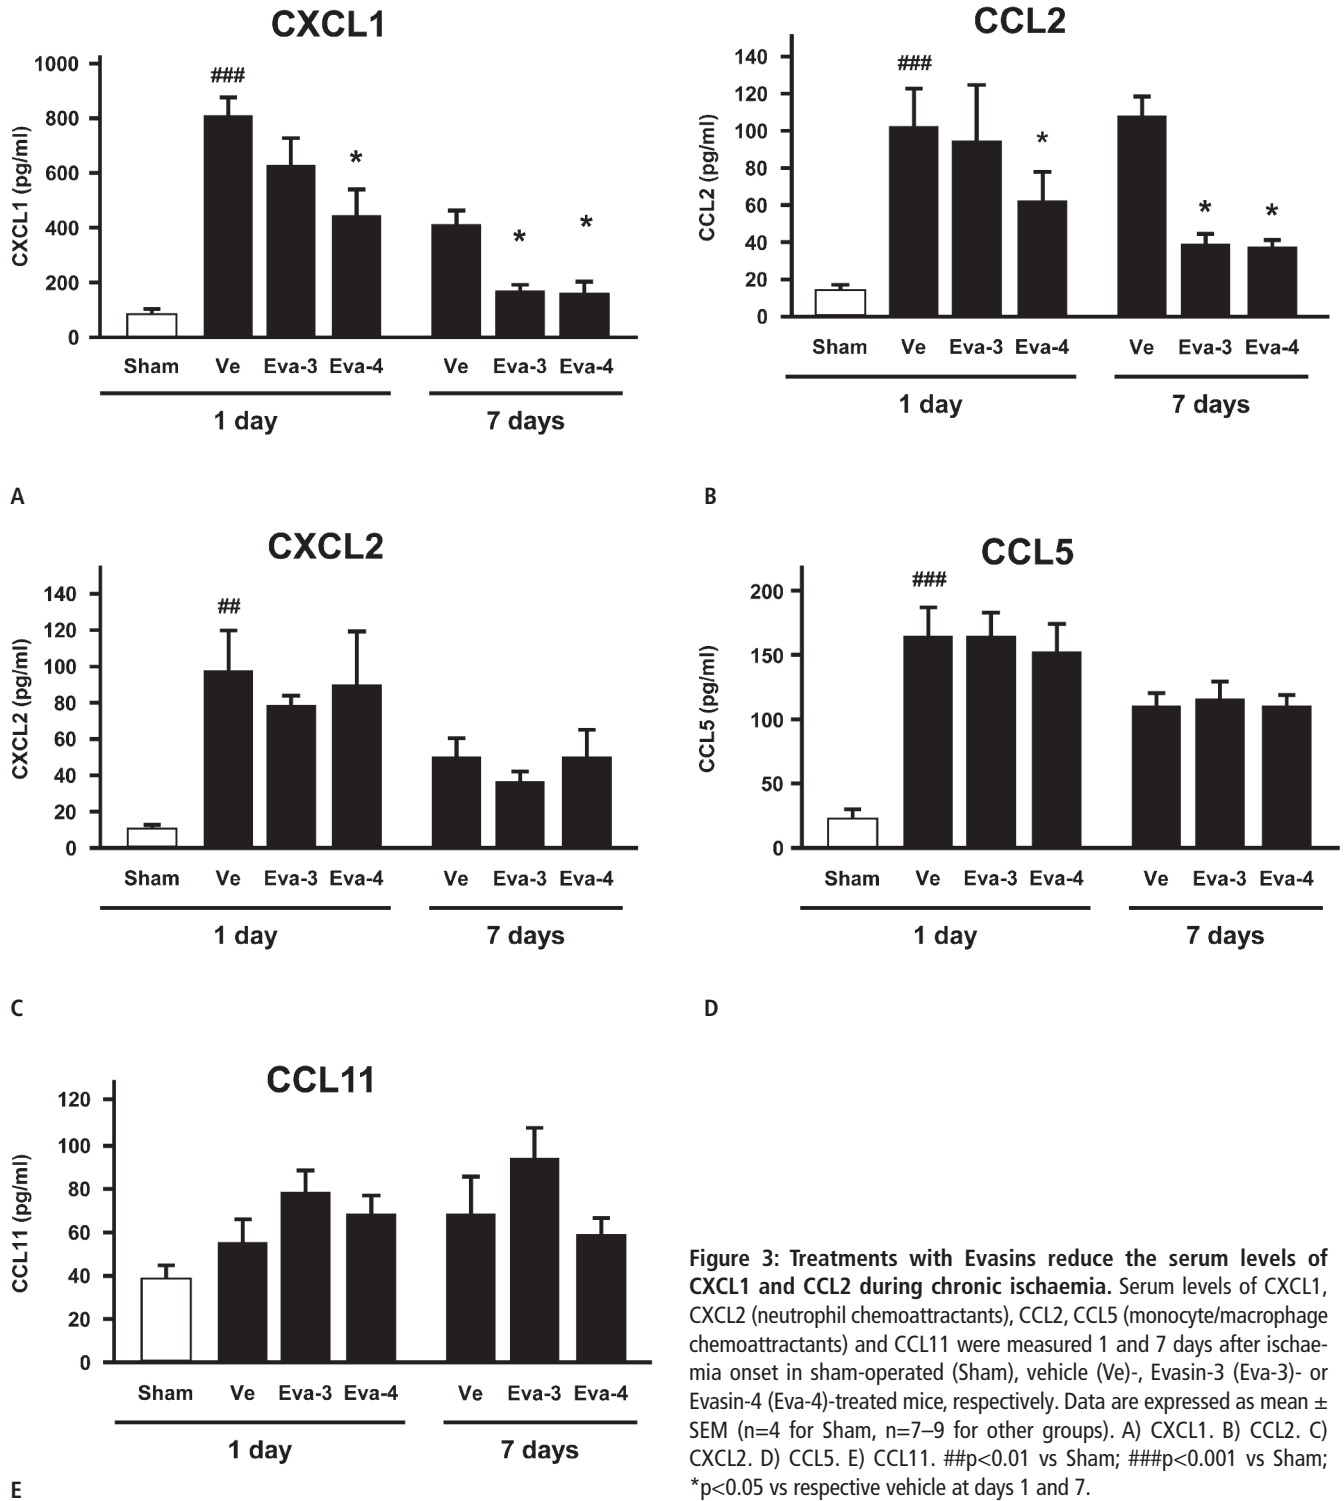 CXCL1
CXCL1 (pg/ml)
1000
800
600
400
200
0
###
*
*
*
Sham Ve Eva-3 Eva-4 Ve Eva-3 Eva-4
1 day 7 days
A
CCL2
CCL2 (pg/ml)
140
120
100
80
60
40
20
0
###
*
*
*
Sham Ve Eva-3 Eva-4 Ve Eva-3 Eva-4
1 day 7 days
B
CXCL2
CXCL2 (pg/ml)
140
120
100
80
60
40
20
0
##
Sham Ve Eva-3 Eva-4 Ve Eva-3 Eva-4
1 day 7 days
C
CCL5
CCL5 (pg/ml)
200
150
100
50
0
###
Sham Ve Eva-3 Eva-4 Ve Eva-3 Eva-4
1 day 7 days
D
CCL11
CCL11 (pg/ml)
120
100
80
60
40
20
0
Sham Ve Eva-3 Eva-4 Ve Eva-3 Eva-4
1 day 7 days
E
Figure 3: Treatments with Evasins reduce the serum levels of
CXCL1 and CCL2 during chronic ischaemia. Serum levels of CXCL1,
CXCL2 (neutrophil chemoattractants), CCL2, CCL5 (monocyte/macrophage
chemoattractants) and CCL11 were measured 1 and 7 days after ischae-
mia onset in sham-operated (Sham), vehicle (Ve)-, Evasin-3 (Eva-3)- or
Evasin-4 (Eva-4)-treated mice, respectively. Data are expressed as mean ±
SEM (n=4 for Sham, n=7–9 for other groups). A) CXCL1. B) CCL2. C)
CXCL2. D) CCL5. E) CCL11. ##p<0.01 vs Sham; ###p<0.001 vs Sham;
*p<0.05 vs respective vehicle at days 1 and 7.